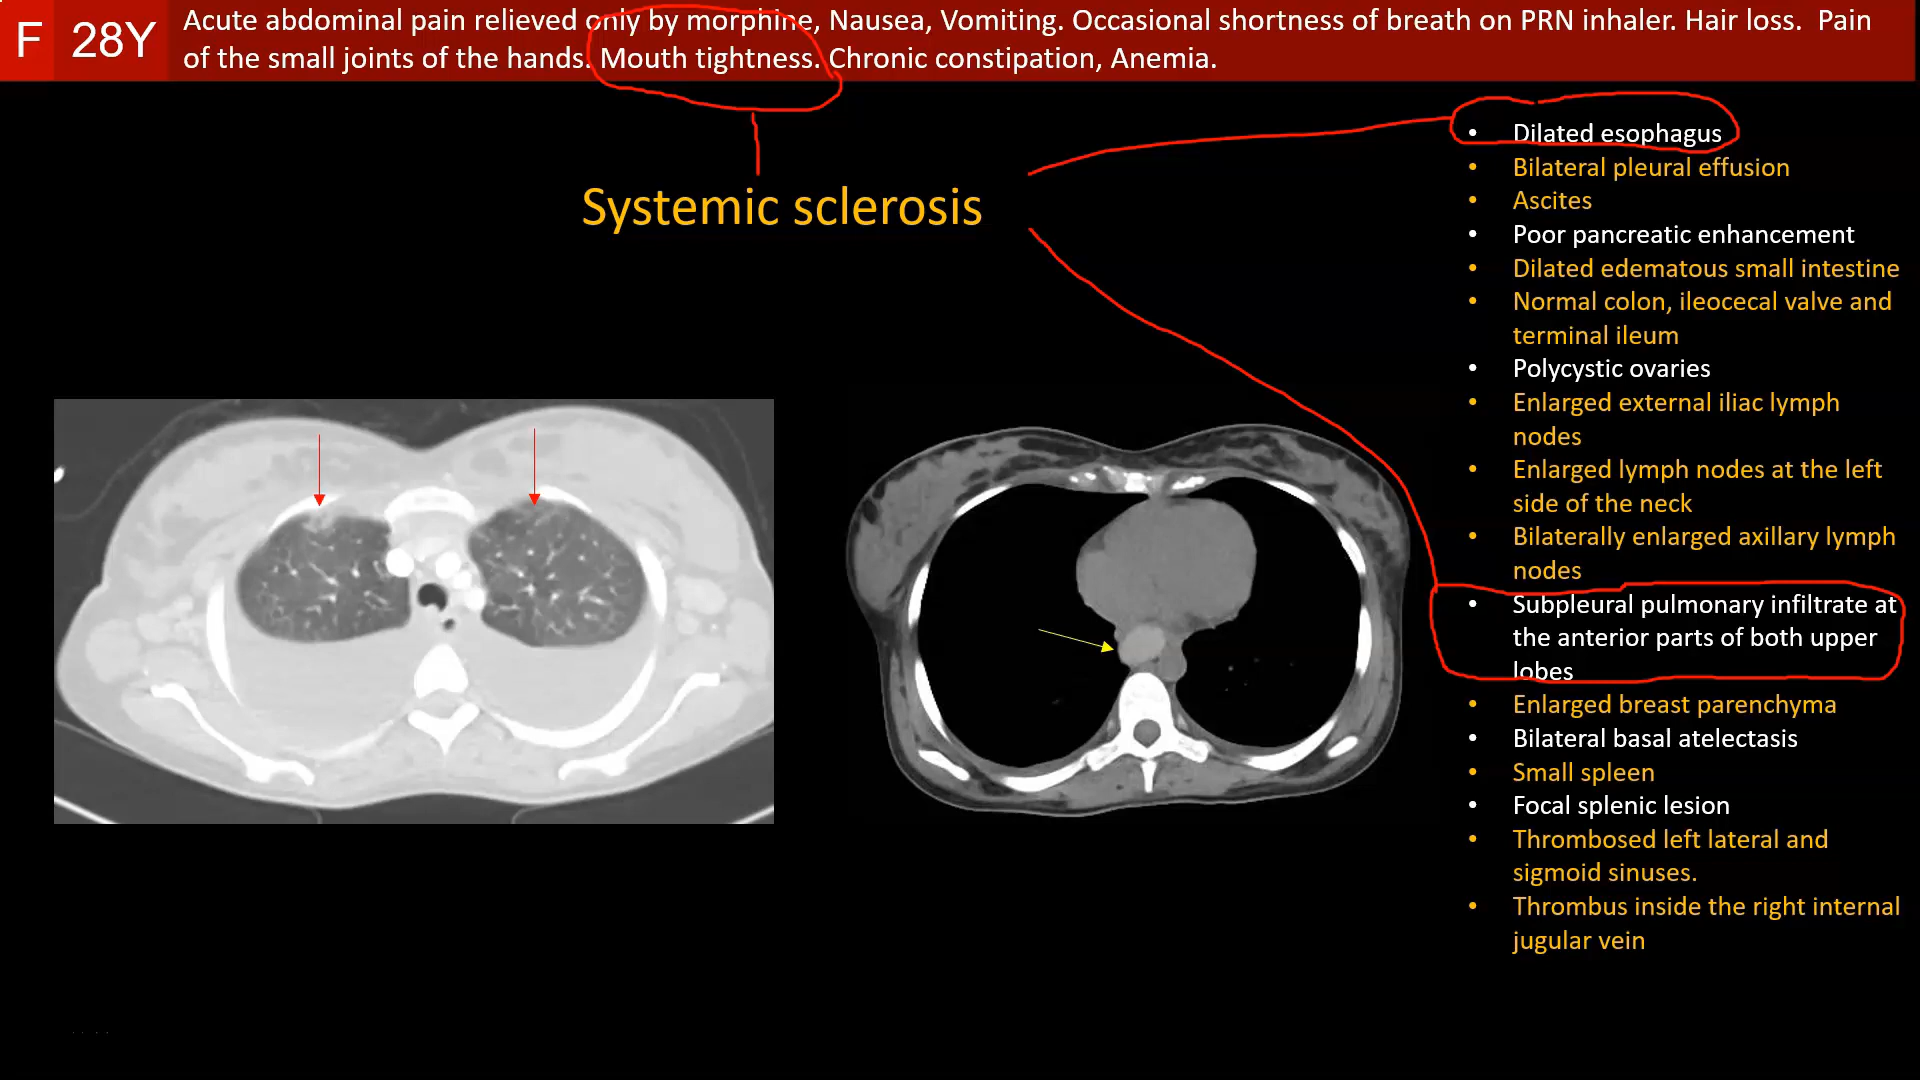 F 28Y
Acute abdominal pain relieved only by morphine, Nausea, Vomiting. Occasional shortness of breath on PRN inhaler. Hair loss. Pain
of the small joints of the hands. Mouth tightness. Chronic constipation, Anemia.
Systemic sclerosis
• Dilated esophagus
• Bilateral pleural effusion
• Ascites
• Poor pancreatic enhancement
• Dilated edematous small intestine
• Normal colon, ileocecal valve and
terminal ileum
• Polycystic ovaries
• Enlarged external iliac lymph
nodes
• Enlarged lymph nodes at the left
side of the neck
• Bilaterally enlarged axillary lymph
nodes
• Subpleural pulmonary infiltrate at
the anterior parts of both upper
lobes
• Enlarged breast parenchyma
• Bilateral basal atelectasis
• Small spleen
• Focal splenic lesion
• Thrombosed left lateral and
sigmoid sinuses.
• Thrombus inside the right internal
jugular vein